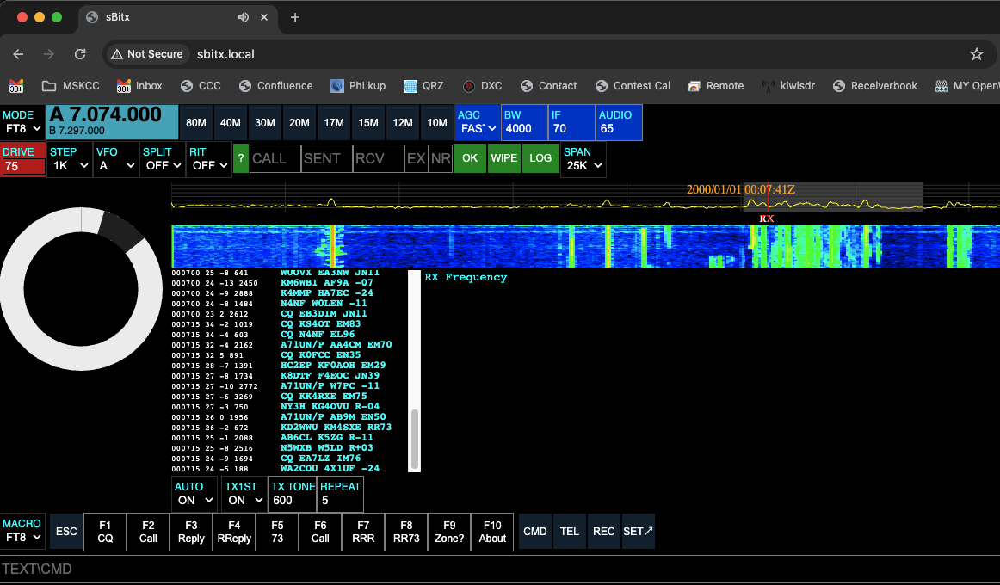 sBitx
Not Secure sbitx.local
30+ MSKCC 30+ Inbox CCC Confluence PhLkup QRZ DXC Contact Contest Cal Remote kiwisdr Receiverbook MY OpenW
MODE FT8 A 7.074.000 B 7.297.000 80M 40M 30M 20M 17M 15M 12M 10M AGC FAST BW 4000 IF 70 AUDIO 65
DRIVE 75 STEP 1K VFO A SPLIT OFF RIT OFF ? CALL SENT RCV EX NR OK WIPE LOG SPAN 25K
2000/01/01 00:07:41Z
RX
RX Frequency
000700 25 -8 641 W0OVX EA3NW JN11
000700 24 -13 2450 KM6WBI AF9A -07
000700 24 -9 2888 K4MMP HA7EC -24
000700 24 -8 1484 N4NF W0LEN -11
000700 23 2 2612 CQ EB3DIM JN11
000715 34 -2 1019 CQ KS4OT EM83
000715 34 -4 603 CQ N4NF EL96
000715 32 -4 2162 A71UN/P AA4CM EM70
000715 32 5 891 CQ K0FCC EN35
000715 28 -7 1391 HC2EP KF0AOH EM29
000715 27 -8 1734 K8DTF F4EOC JN39
000715 27 -10 2772 A71UN/P W7PC -11
000715 27 -6 3269 CQ KK4RXE EM75
000715 27 -3 750 NY3H KG4OVU R-04
000715 26 0 1956 A71UN/P AB9M EN50
000715 26 -2 672 KD2WWU KM4SXE RR73
000715 25 -1 2088 AB6CL K5ZG R-11
000715 25 -8 2516 N5WXB W5LD R+03
000715 24 -9 1694 CQ EA7LZ IM76
000715 24 -5 188 WA2COU 4X1UF -24
AUTO ON TX1ST ON TX TONE 600 REPEAT 5
MACRO FT8 ESC F1 CQ F2 Call F3 Reply F4 RReply F5 73 F6 Call F7 RRR F8 RR73 F9 Zone? F10 About CMD TEL REC SET↗
TEXT\CMD